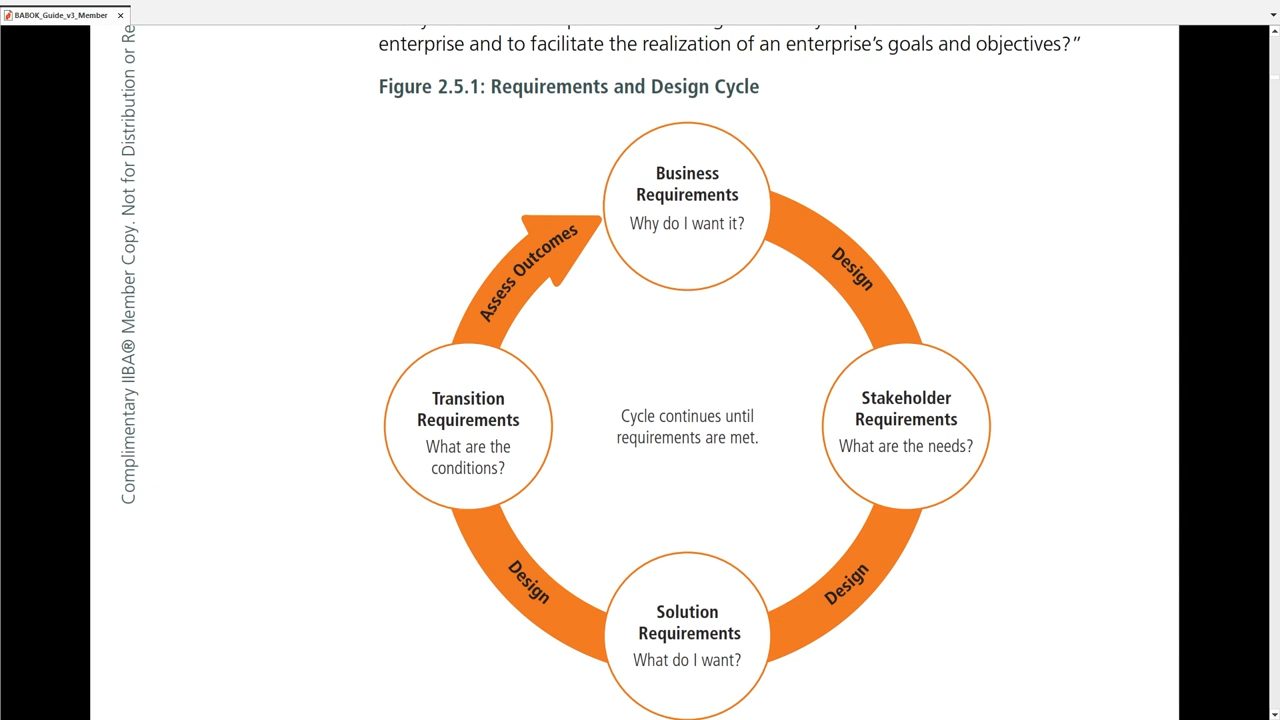 BABOK_Guide_v3_Member
Complimentary IIBA® Member Copy. Not for Distribution or Re
enterprise and to facilitate the realization of an enterprise’s goals and objectives?”
Figure 2.5.1: Requirements and Design Cycle
Business
Requirements
Why do I want it?
Design
Stakeholder
Requirements
What are the needs?
Design
Solution
Requirements
What do I want?
Design
Transition
Requirements
What are the
conditions?
Assess Outcomes
Cycle continues until
requirements are met.